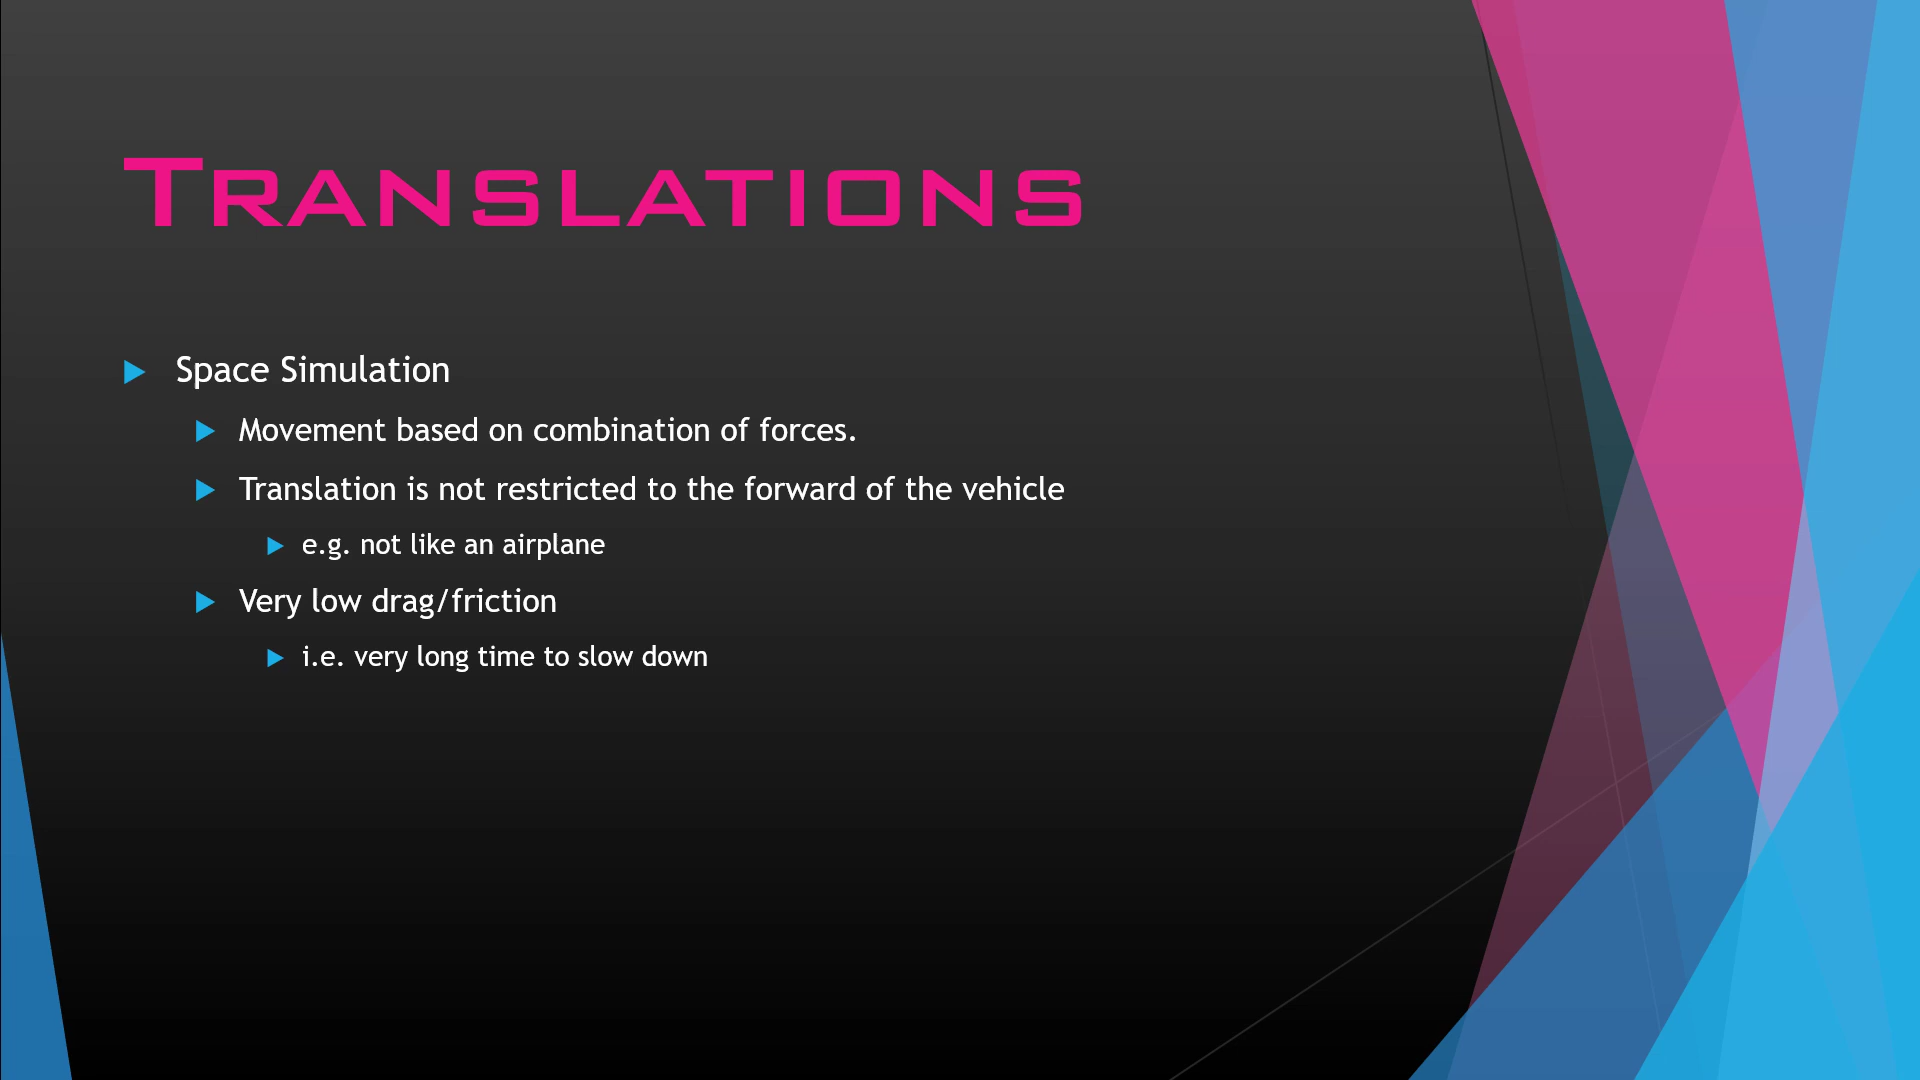 Translations
Space Simulation
Movement based on combination of forces.
Translation is not restricted to the forward of the vehicle
e.g. not like an airplane
Very low drag/friction
i.e. very long time to slow down